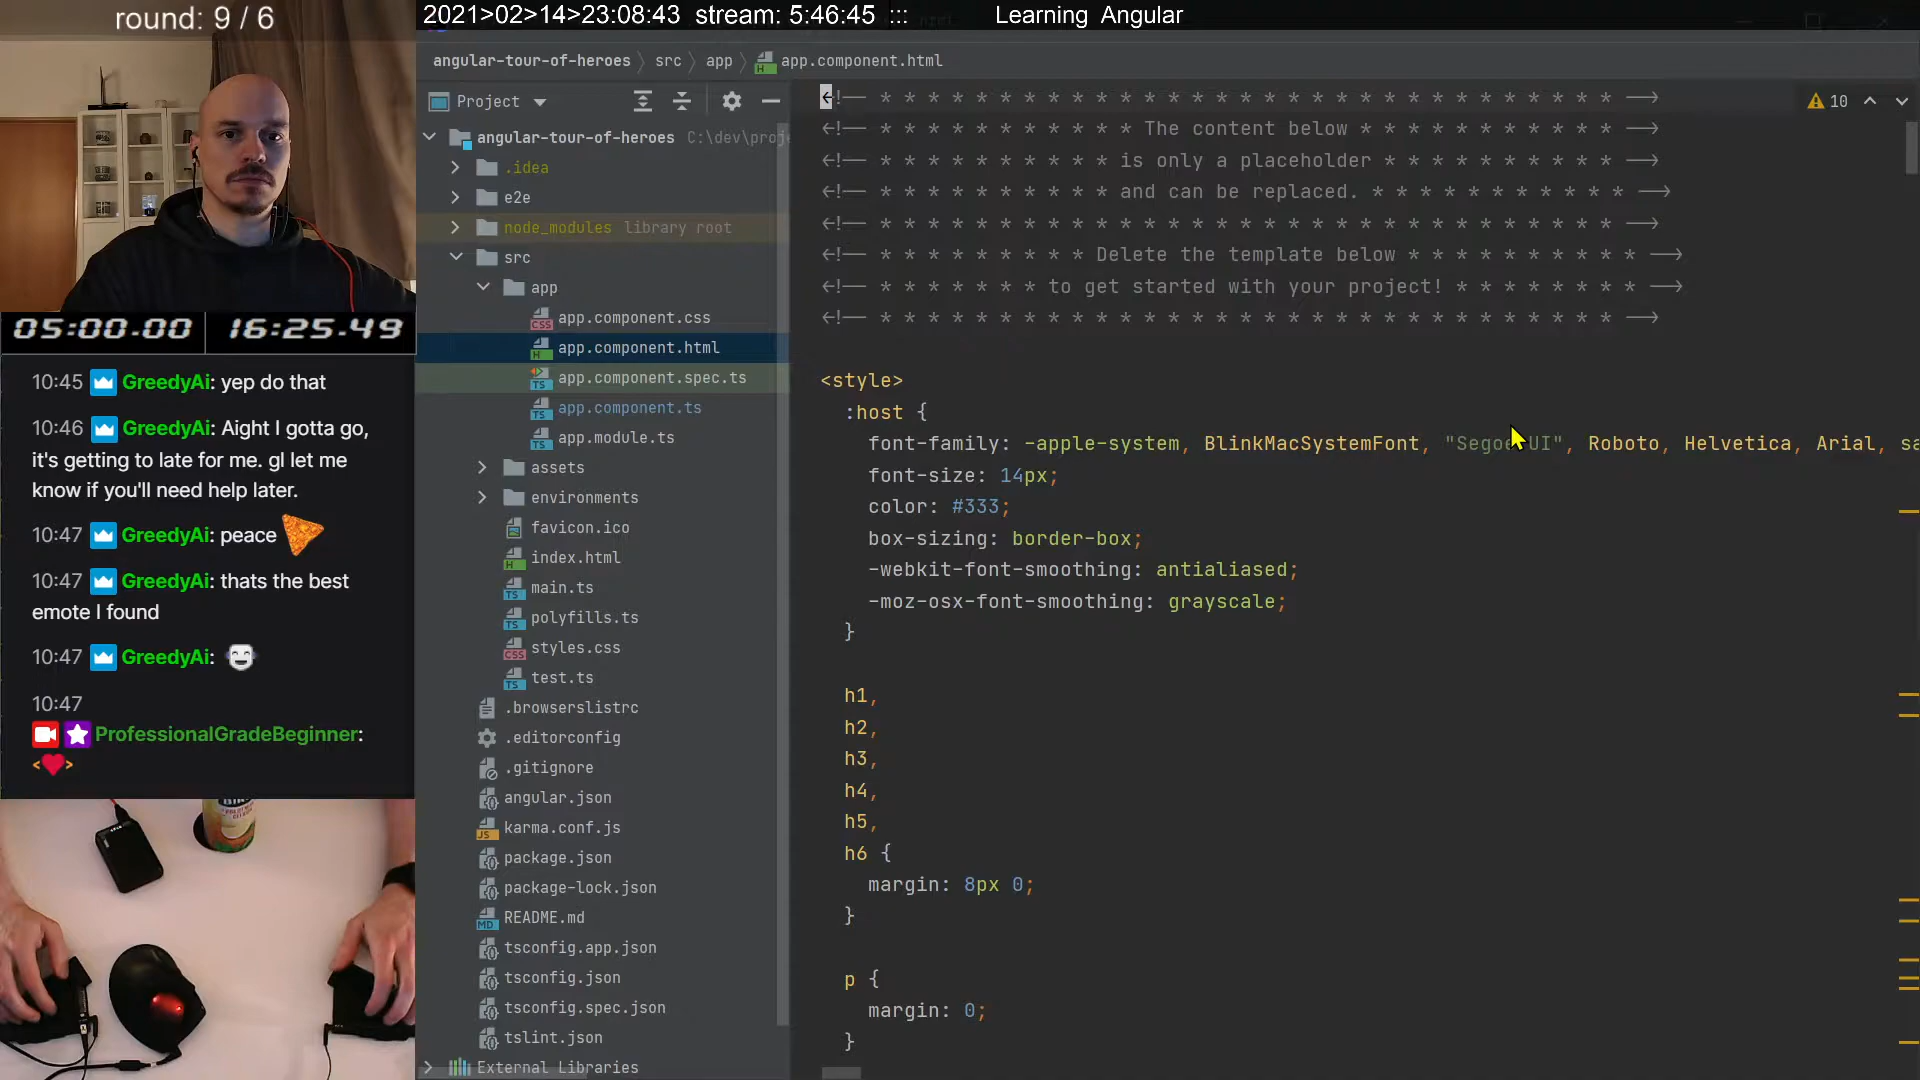 round: 9 / 6
2021>02>14>23:08:43 stream: 5:46:45 ::: Learning Angular
angular-tour-of-heroes src app app.component.html
Project
angular-tour-of-heroes C:\dev\proj
.idea
e2e
node_modules library root
src
app
app.component.css
app.component.html
app.component.spec.ts
app.component.ts
app.module.ts
assets
environments
favicon.ico
index.html
main.ts
polyfills.ts
styles.css
test.ts
.browserslistrc
.editorconfig
.gitignore
angular.json
karma.conf.js
package.json
package-lock.json
README.md
tsconfig.app.json
tsconfig.json
tsconfig.spec.json
tslint.json
External Libraries
<!-- * * * * * * * * * * * * * * * * * * * * * * * * * * * * * * * -->
<!-- * * * * * * * * * * * The content below * * * * * * * * * * * -->
<!-- * * * * * * * * * * is only a placeholder * * * * * * * * * * -->
<!-- * * * * * * * * * * and can be replaced. * * * * * * * * * * * -->
<!-- * * * * * * * * * * * * * * * * * * * * * * * * * * * * * * * -->
<!-- * * * * * * * * * Delete the template below * * * * * * * * * * -->
<!-- * * * * * * * to get started with your project! * * * * * * * * -->
<!-- * * * * * * * * * * * * * * * * * * * * * * * * * * * * * * * -->
10
<style>
:host {
font-family: -apple-system, BlinkMacSystemFont, "Segoe UI", Roboto, Helvetica, Arial, sa
font-size: 14px;
color: #333;
box-sizing: border-box;
-webkit-font-smoothing: antialiased;
-moz-osx-font-smoothing: grayscale;
}
h1,
h2,
h3,
h4,
h5,
h6 {
margin: 8px 0;
}
p {
margin: 0;
}
05:00.00 16:25.49
10:45 GreedyAi: yep do that
10:46 GreedyAi: Aight I gotta go,
it's getting to late for me. gl let me
know if you'll need help later.
10:47 GreedyAi: peace
10:47 GreedyAi: thats the best
emote I found
10:47 GreedyAi:
10:47
ProfessionalGradeBeginner: